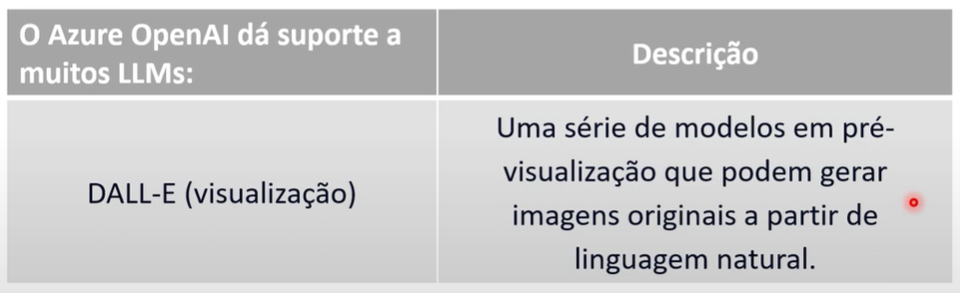 O Azure OpenAI dá suporte a
muitos LLMs:
Descrição
DALL-E (visualização)
Uma série de modelos em pré-
visualização que podem gerar
imagens originais a partir de
linguagem natural.